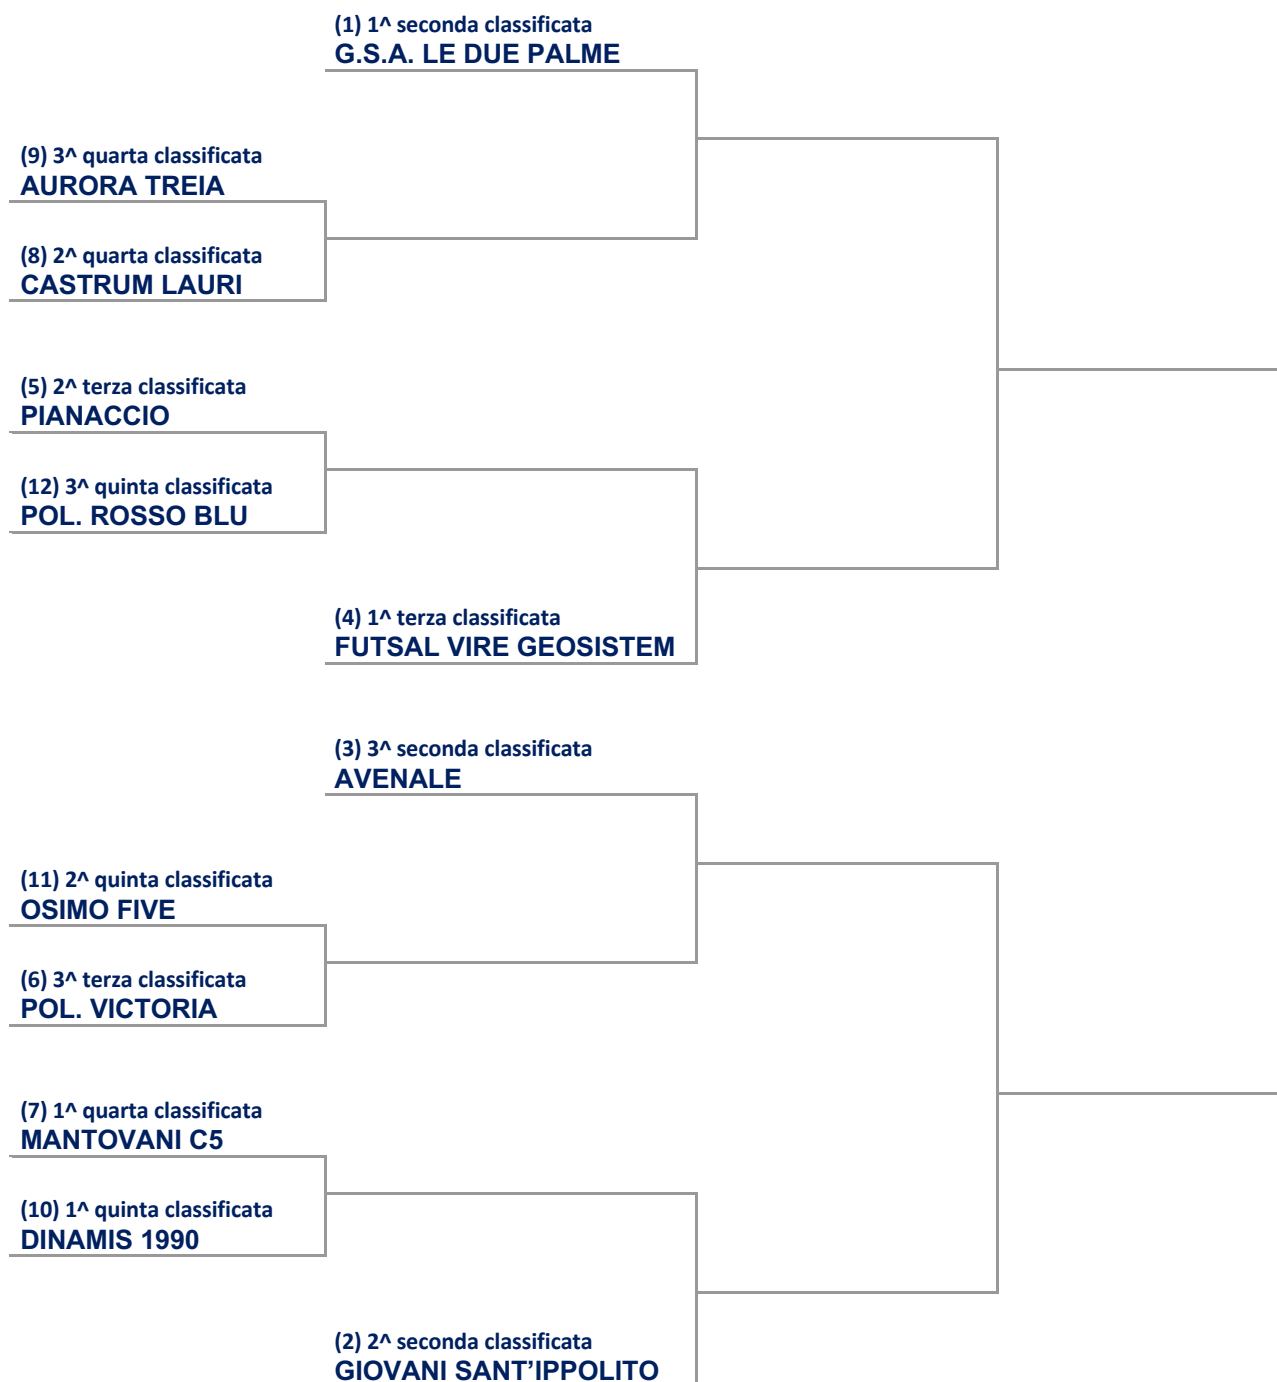 (1) 1^ seconda classificata
G.S.A. LE DUE PALME
(9) 3^ quarta classificata
AURORA TREIA
(8) 2^ quarta classificata
CASTRUM LAURI
(5) 2^ terza classificata
PIANACCIO
(12) 3^ quinta classificata
POL. ROSSO BLU
(4) 1^ terza classificata
FUTSAL VIRE GEOSISTEM
(3) 3^ seconda classificata
AVENALE
(11) 2^ quinta classificata
OSIMO FIVE
(6) 3^ terza classificata
POL. VICTORIA
(7) 1^ quarta classificata
MANTOVANI C5
(10) 1^ quinta classificata
DINAMIS 1990
(2) 2^ seconda classificata
GIOVANI SANT’IPPOLITO